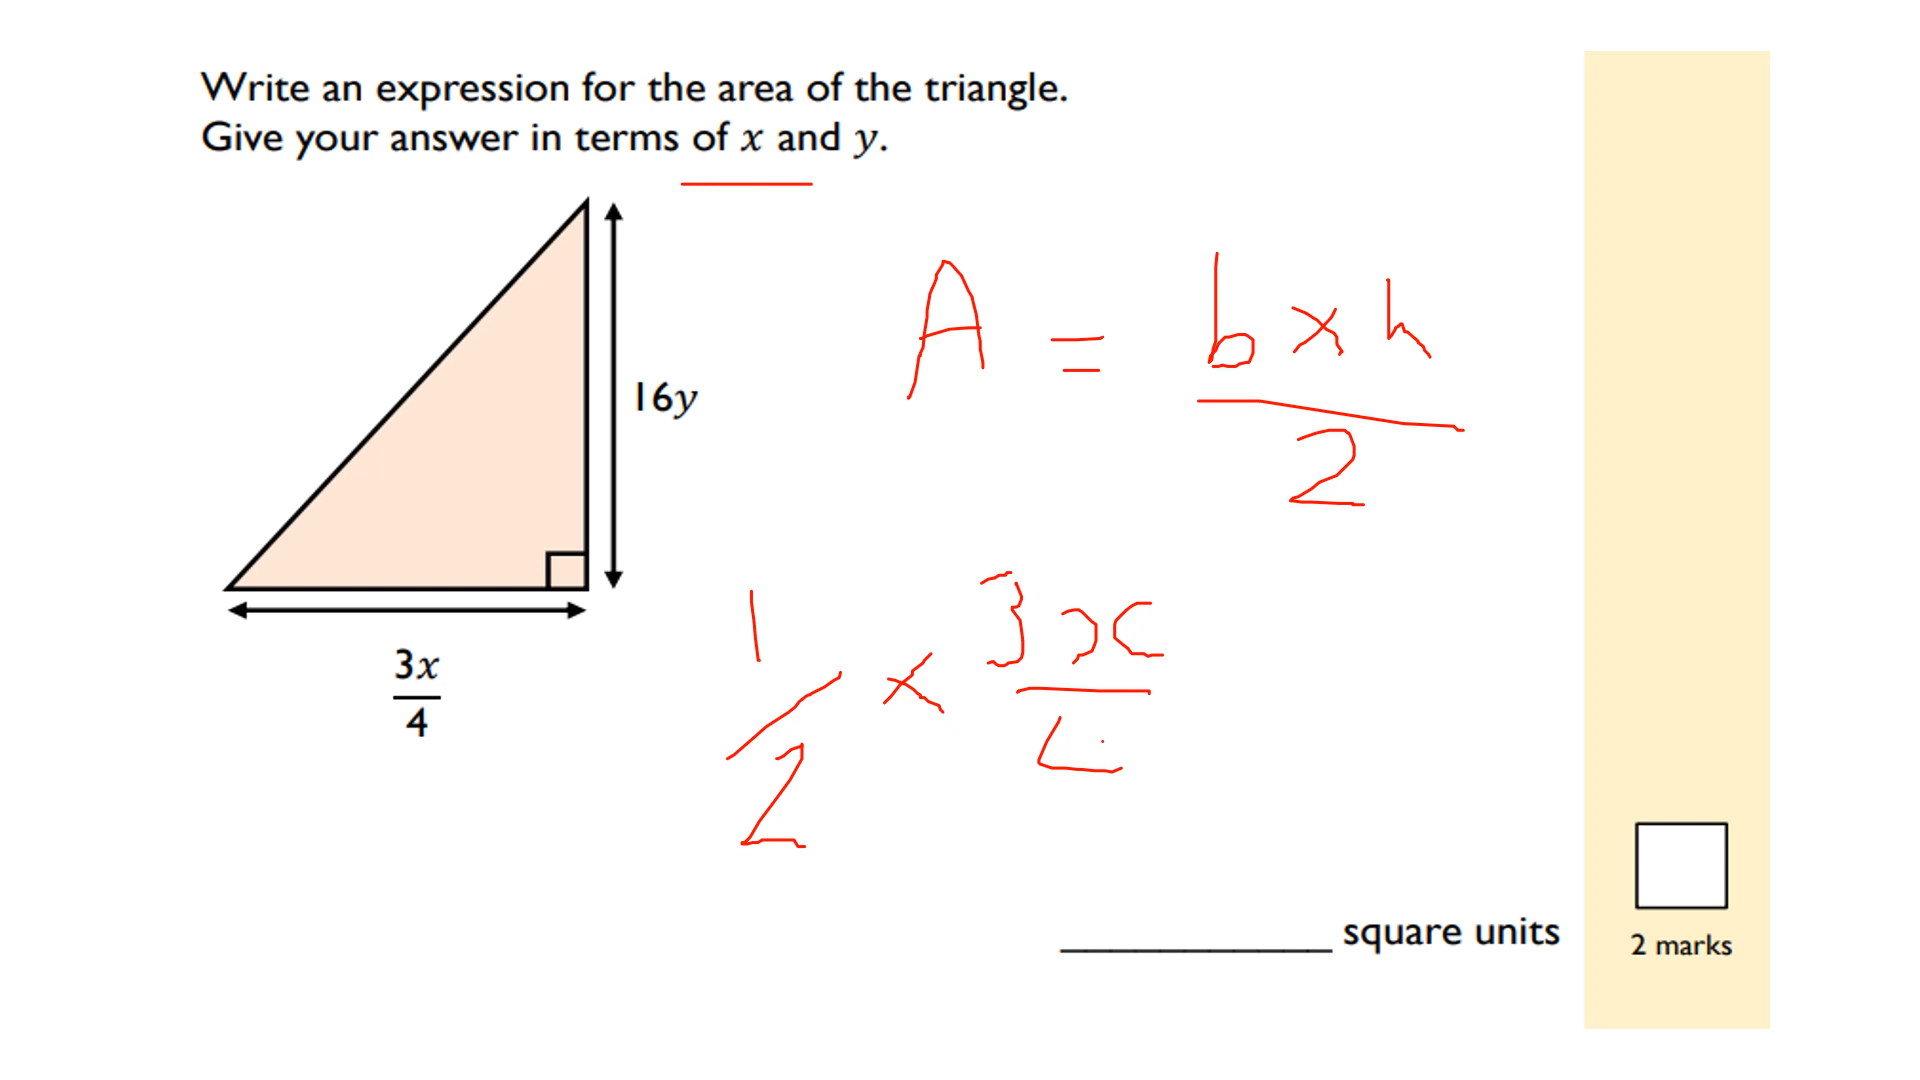 Write an expression for the area of the triangle.
Give your answer in terms of x and y.
A = b × h
2
16y
3x
4
1
2
× 3x
4
square units
2 marks